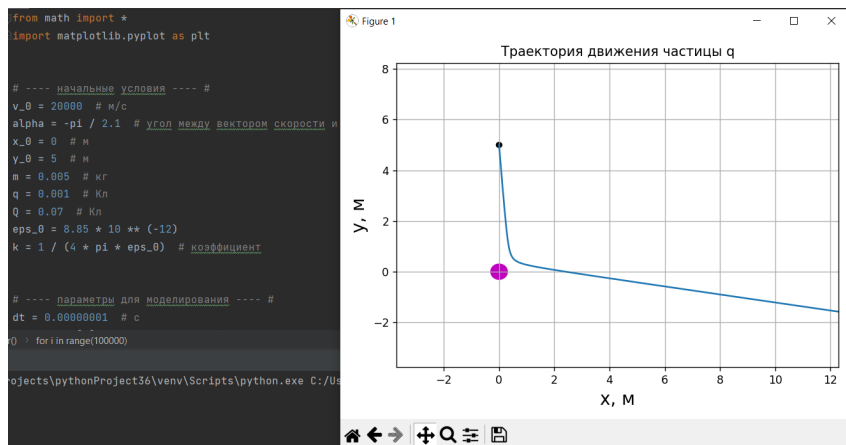 from math import *
import matplotlib.pyplot as plt
# ---- начальные условия ---- #
v_0 = 20000 # м/с
alpha = -pi / 2.1 # угол между вектором скорости и
x_0 = 0 # м
y_0 = 5 # м
m = 0.005 # кг
q = 0.001 # Кл
Q = 0.07 # Кл
eps_0 = 8.85 * 10 ** (-12)
k = 1 / (4 * pi * eps_0) # коэффициент
# ---- параметры для моделирования ---- #
dt = 0.00000001 # с
r() › for i in range(100000)
rojects\pythonProject36\venv\Scripts\python.exe C:/Us
Figure 1
Траектория движения частицы q
8
6
4
2
0
−2
y, м
−2 0 2 4 6 8 10 12
x, м